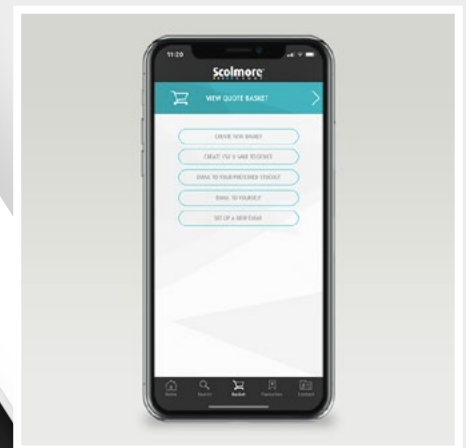 11:20
Scolmore
VIEW QUOTE BASKET
CREATE NEW BASKET
CREATE PDF & SAVE TO DEVICE
EMAIL TO YOUR PREFERRED STOCKIST
EMAIL TO YOURSELF
SET UP A NEW EMAIL
Home
Search
Basket
Favourites
Contact